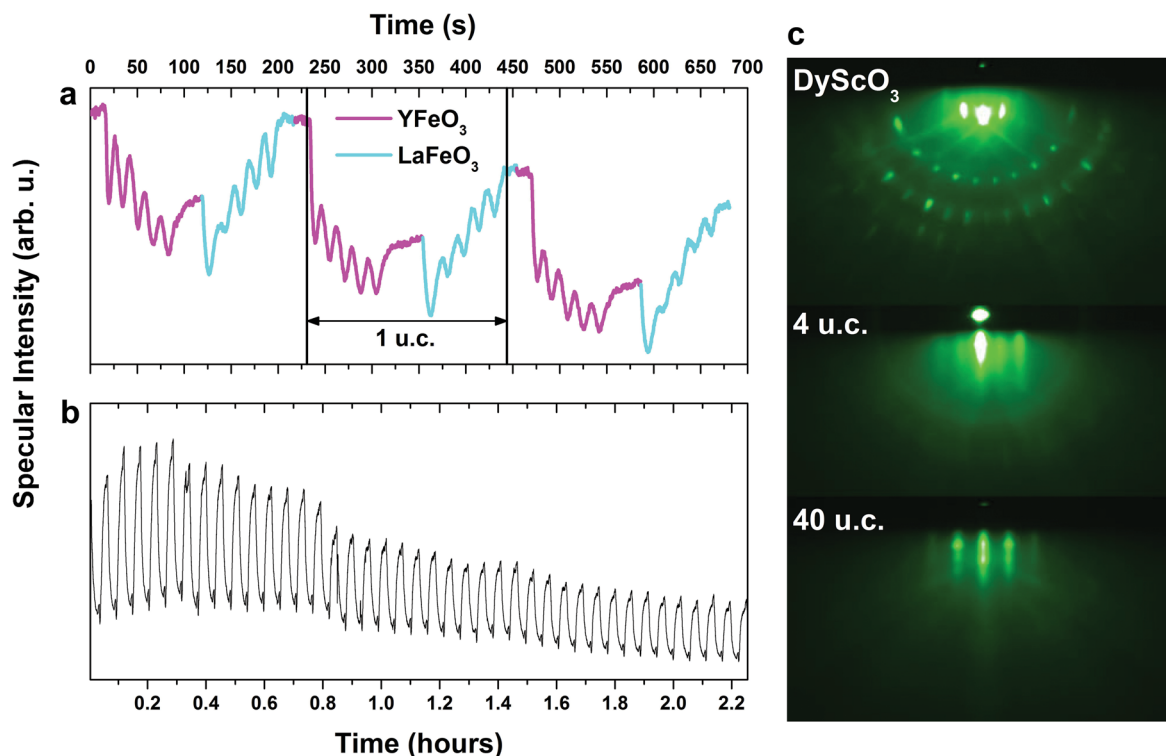 Time (s)
0 50 100 150 200 245 300 350 400 450 500 550 600 650 700
a
YFeO₃
LaFeO₃
1 u.c.
Specular Intensity (arb. u.)
b
0.2 0.4 0.6 0.8 1.0 1.2 1.4 1.6 1.8 2.0 2.2
Time (hours)
c
DyScO₃
4 u.c.
40 u.c.